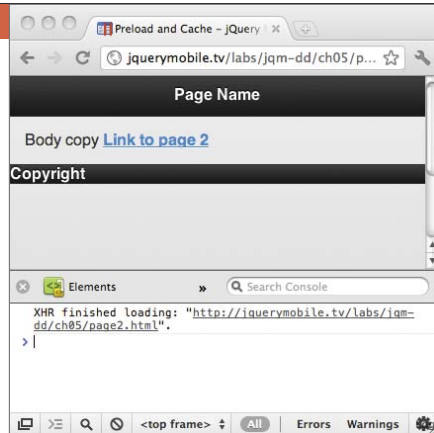 Preload and Cache - jQuery
jquerymobile.tv/labs/jqm-dd/ch05/p...
Page Name
Body copy Link to page 2
Copyright
Elements » Search Console
XHR finished loading: "http://jquerymobile.tv/labs/jqm-
dd/ch05/page2.html".
>
<top frame> All Errors Warnings